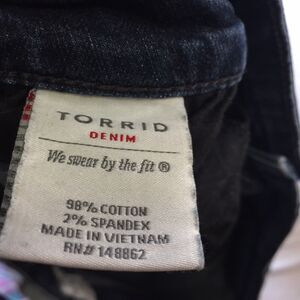 TORRID
DENIM
We swear by the fit ®
98% COTTON
2% SPANDEX
MADE IN VIETNAM
RN# 148862